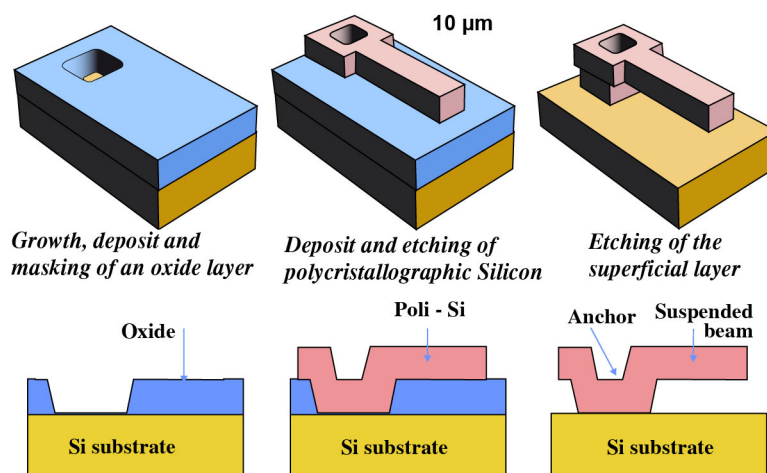 10 µm
Growth, deposit and
masking of an oxide layer
Deposit and etching of
polycristallographic Silicon
Etching of the
superficial layer
Oxide
Si substrate
Poli - Si
Si substrate
Anchor
Suspended
beam
Si substrate